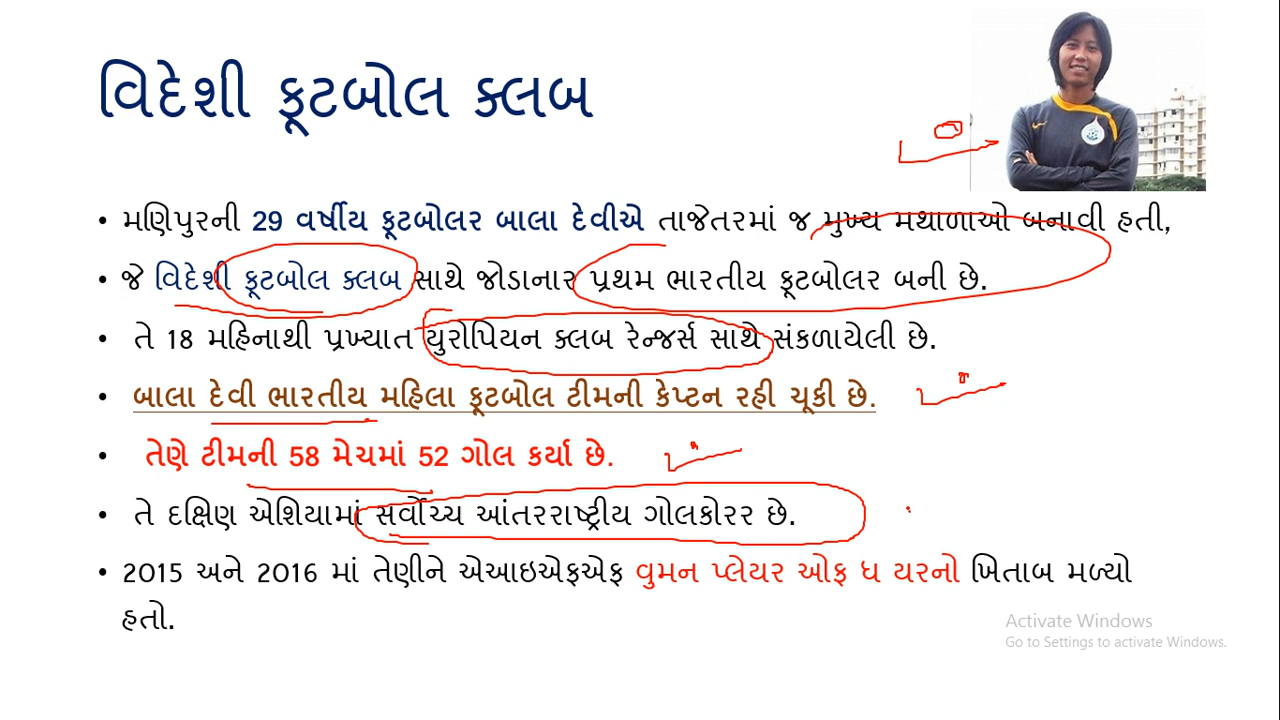 વિદેશી ફૂટબોલ ક્લબ
• મણિપુરની 29 વર્ષીય ફૂટબોલર બાલા દેવીએ તાજેતરમાં જ મુખ્ય મથાળાઓ બનાવી હતી,
• જે વિદેશી ફૂટબોલ ક્લબ સાથે જોડાનાર પ્રથમ ભારતીય ફૂટબોલર બની છે.
• તે 18 મહિનાથી પ્રખ્યાત યુરોપિયન ક્લબ રેન્જર્સ સાથે સંકળાયેલી છે.
• બાલા દેવી ભારતીય મહિલા ફૂટબોલ ટીમની કેપ્ટન રહી ચૂકી છે.
• તેણે ટીમની 58 મેચમાં 52 ગોલ કર્યા છે.
• તે દક્ષિણ એશિયામાં સર્વોચ્ચ આંતરરાષ્ટ્રીય ગોલકોરર છે.
• 2015 અને 2016 માં તેણીને એઆઇએફએફ વુમન પ્લેયર ઓફ ધ યરનો ખિતાબ મળ્યો
હતો.
Activate Windows
Go to Settings to activate Windows.